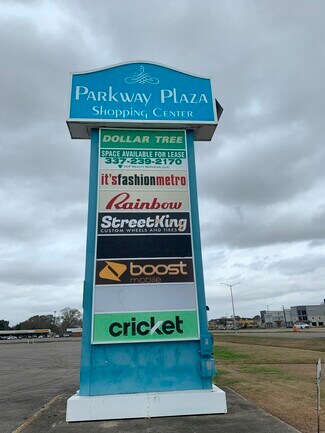 PARKWAY PLAZA
SHOPPING CENTER
DOLLAR TREE
SPACE AVAILABLE FOR LEASE
337-239-2170
it'sfashionmetro
Rainbow
STREETKING
CUSTOM WHEELS AND TIRES
boost
mobile
cricket